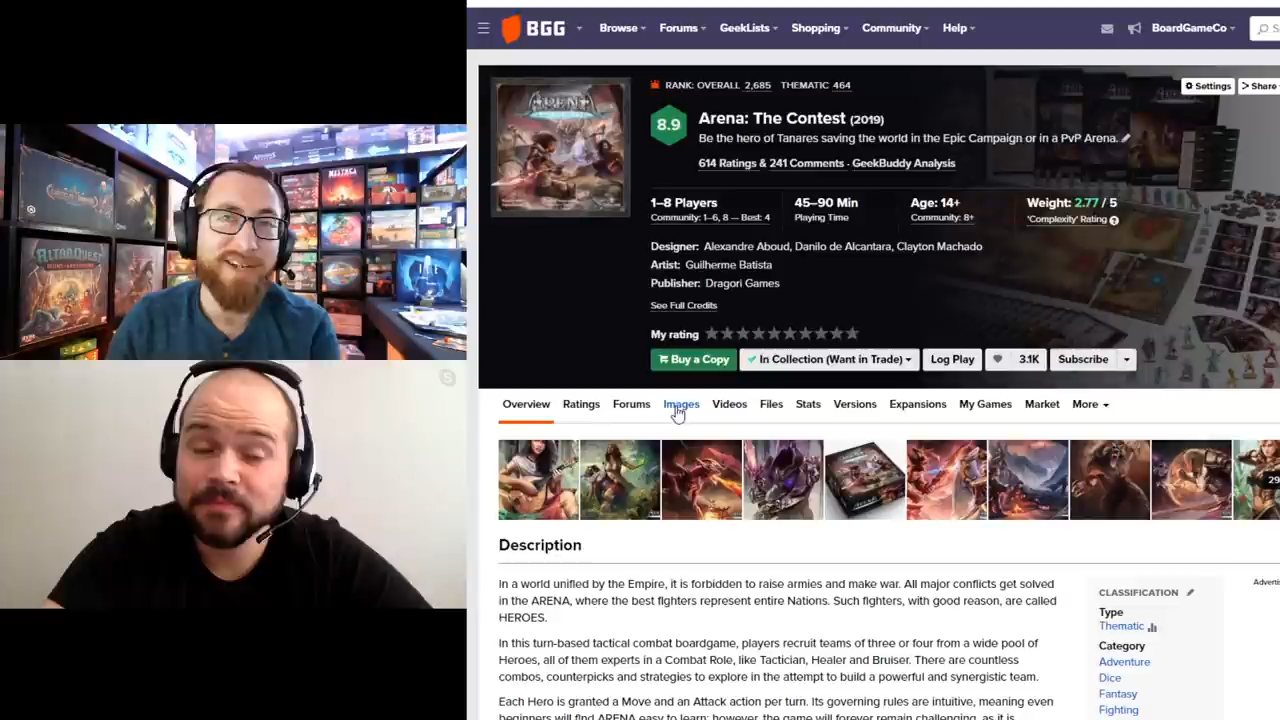 BGG
Browse
Forums
GeekLists
Shopping
Community
Help
BoardGameCo
RANK: OVERALL 2,685 THEMATIC 464
Settings
Share
8.9
Arena: The Contest (2019)
Be the hero of Tanares saving the world in the Epic Campaign or in a PvP Arena.
614 Ratings & 241 Comments · GeekBuddy Analysis
1–8 Players
45–90 Min
Age: 14+
Weight: 2.77 / 5
Community: 1–6, 8 — Best: 4
Playing Time
Community: 8+
'Complexity' Rating
Designer: Alexandre Aboud, Danilo de Alcantara, Clayton Machado
Artist: Guilherme Batista
Publisher: Dragori Games
See Full Credits
My rating
Buy a Copy
In Collection (Want in Trade)
Log Play
3.1K
Subscribe
Overview
Ratings
Forums
Images
Videos
Files
Stats
Versions
Expansions
My Games
Market
More
29
Description
In a world unified by the Empire, it is forbidden to raise armies and make war. All major conflicts get solved
in the ARENA, where the best fighters represent entire Nations. Such fighters, with good reason, are called
HEROES.
In this turn-based tactical combat boardgame, players recruit teams of three or four from a wide pool of
Heroes, all of them experts in a Combat Role, like Tactician, Healer and Bruiser. There are countless
combos, counterpicks and strategies to explore in the attempt to build a powerful and synergistic team.
Each Hero is granted a Move and an Attack action per turn. Its governing rules are intuitive, meaning even
beginners will find ARENA easy to learn; however, the game will forever remain challenging, as it is
Adverti
CLASSIFICATION
Type
Thematic
Category
Adventure
Dice
Fantasy
Fighting
ARENA
ALTAR QUEST